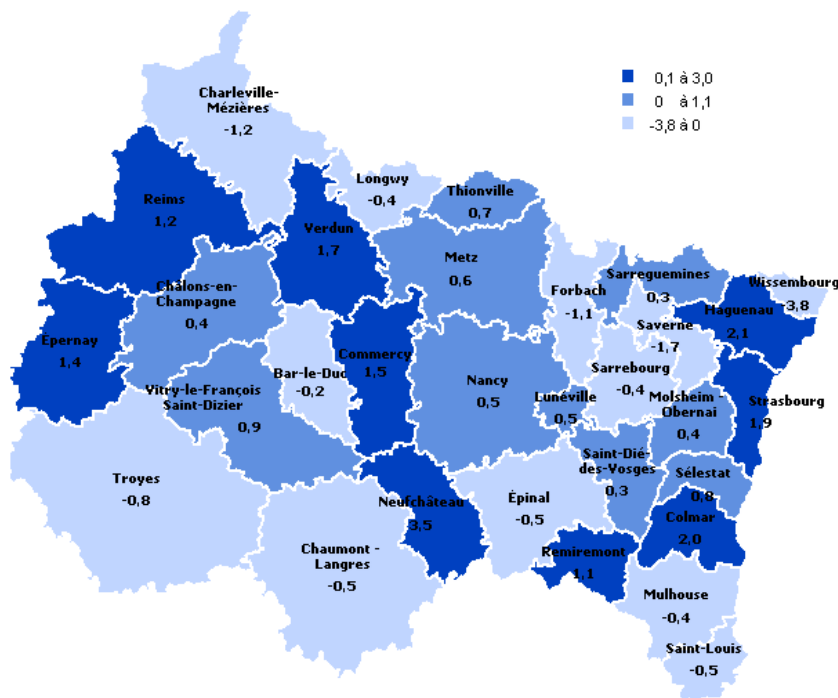 Charleville-
Mézières
-1,2
0,1 à 3,0
0 à 1,1
-3,8 à 0
Longwy
-0,4
Thionville
0,7
Reims
1,2
Verdun
1,7
Metz
0,6
Forbach
-1,1
Sarreguemines
0,3
Wissembourg
-3,8
Haguenau
2,1
Châlons-en-
Champagne
0,4
Saverne
-1,7
Epernay
1,4
Bar-le-Duc
-0,2
Commercy
1,5
Nancy
0,5
Lunéville
0,5
Sarrebourg
-0,4
Molsheim -
Obernai
0,4
Strasbourg
1,9
Vitry-le-François
Saint-Dizier
0,9
Troyes
-0,8
Neufchâteau
3,5
Épinal
-0,5
Saint-Dié-
des-Vosges
0,3
Sélestat
0,8
Colmar
2,0
Chaumont -
Langres
-0,5
Remiremont
1,1
Mulhouse
-0,4
Saint-Louis
-0,5